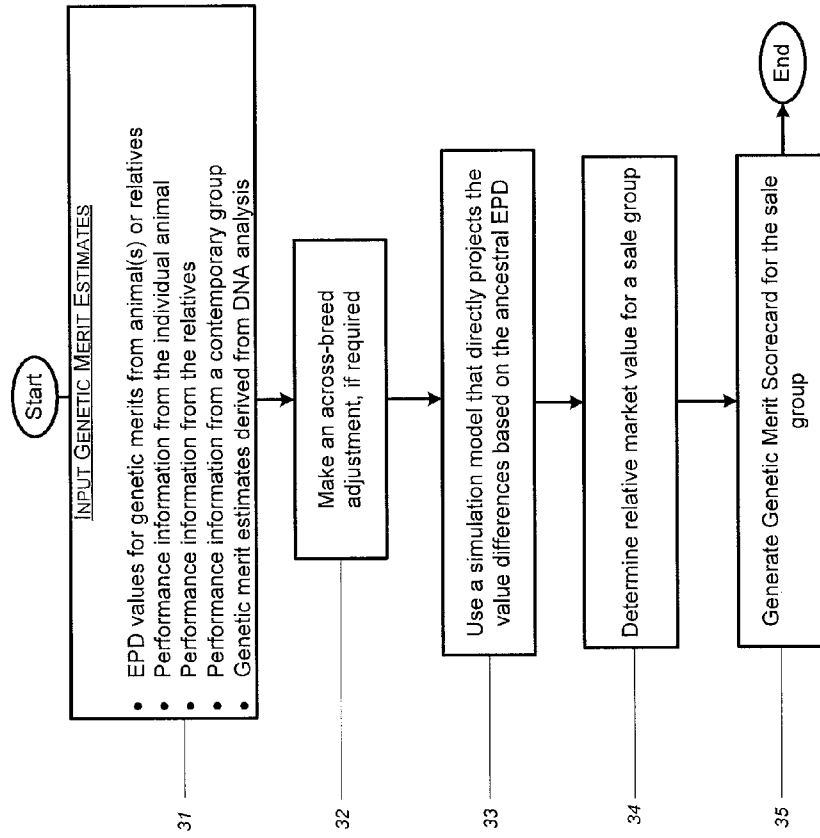 Start
INPUT GENETIC MERIT ESTIMATES
• EPD values for genetic merits from animal(s) or relatives
• Performance information from the individual animal
• Performance information from the relatives
• Performance information from a contemporary group
• Genetic merit estimates derived from DNA analysis
31
Make an across-breed
adjustment, if required
32
Use a simulation model that directly projects the
value differences based on the ancestral EPD
33
Determine relative market value for a sale group
34
Generate Genetic Merit Scorecard for the sale
group
35
End